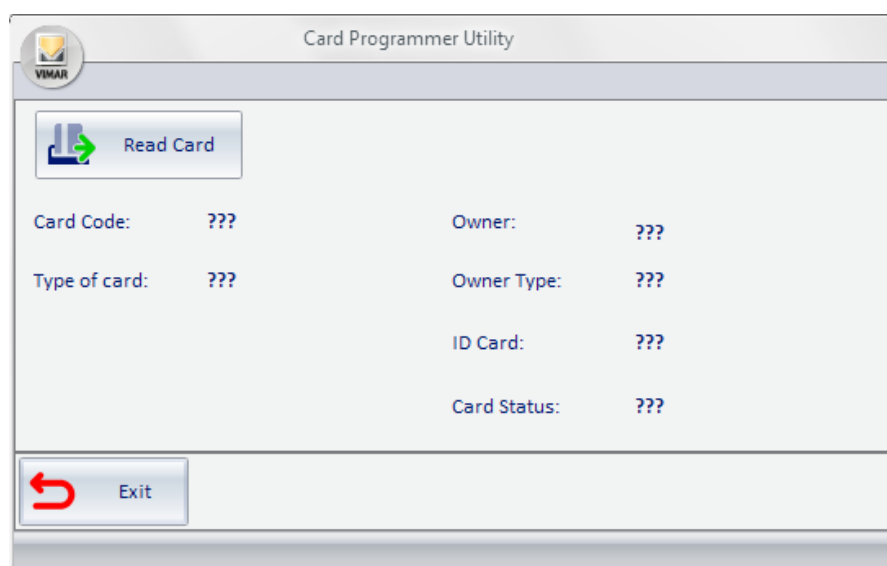 Card Programmer Utility
VIMAR
Read Card
Card Code: ??? Owner: ???
Type of card: ??? Owner Type: ???
ID Card: ???
Card Status: ???
Exit